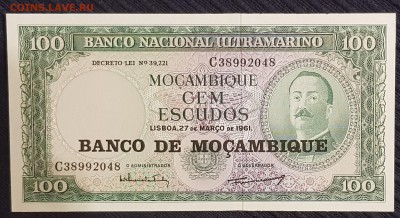 COINS.LAVE.RU
100 BANCO NACIONAL ULTRAMARINO 100
DECRETO LEI Nº 39,221 C38992048
MOÇAMBIQUE
CEM
ESCUDOS
LISBOA, 27 DE MARÇO DE 1961.
BANCO DE MOÇAMBIQUE
C38992048 O ADMINISTRADOR O GOVERNADOR
100 100